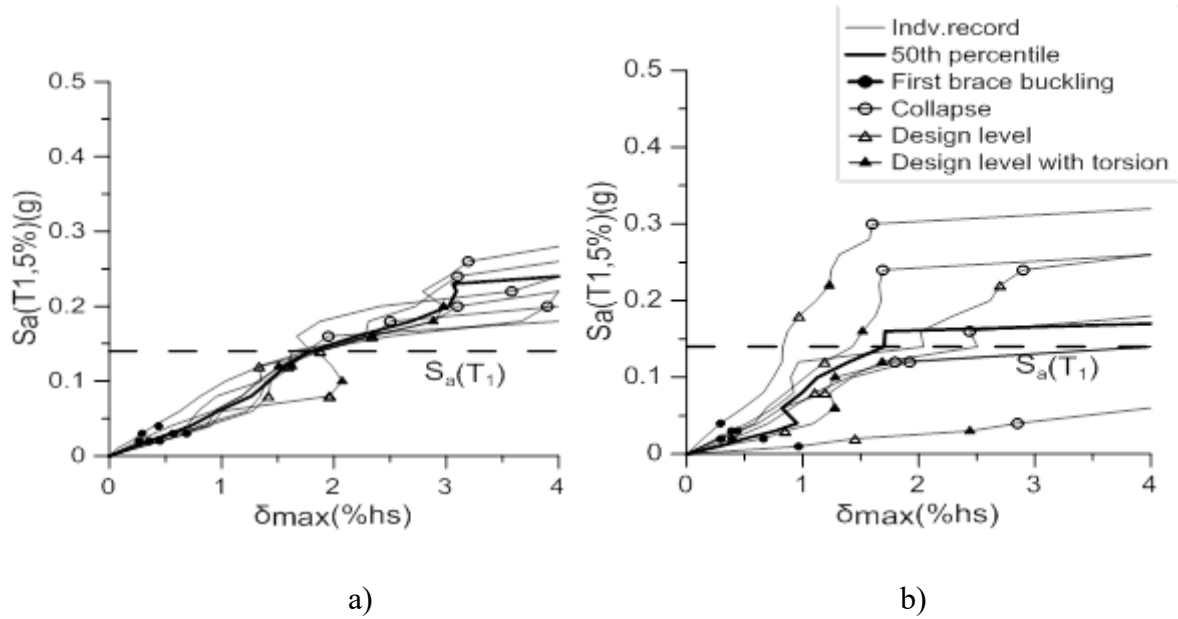 Indv.record
50th percentile
First brace buckling
Collapse
Design level
Design level with torsion
0.5
0.4
0.3
0.2
0.1
0
Sa(T1,5%)(g)
Sa(T1)
0 1 2 3 4
δmax(%hs)
a)
0.5
0.4
0.3
0.2
0.1
0
Sa(T1,5%)(g)
Sa(T1)
0 1 2 3 4
δmax(%hs)
b)